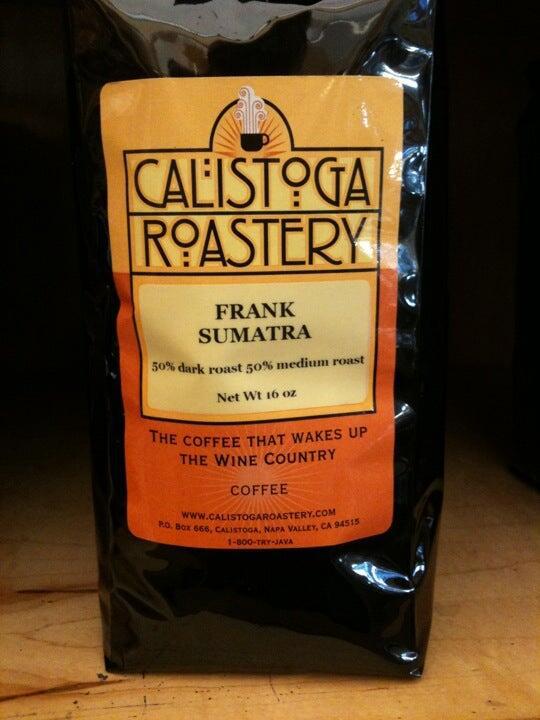 CALISTOGA
ROASTERY
FRANK
SUMATRA
50% dark roast 50% medium roast
Net Wt 16 oz
THE COFFEE THAT WAKES UP
THE WINE COUNTRY
COFFEE
WWW.CALISTOGAROASTERY.COM
P.O. BOX 666, CALISTOGA, NAPA VALLEY, CA 94515
1-800-TRY-JAVA